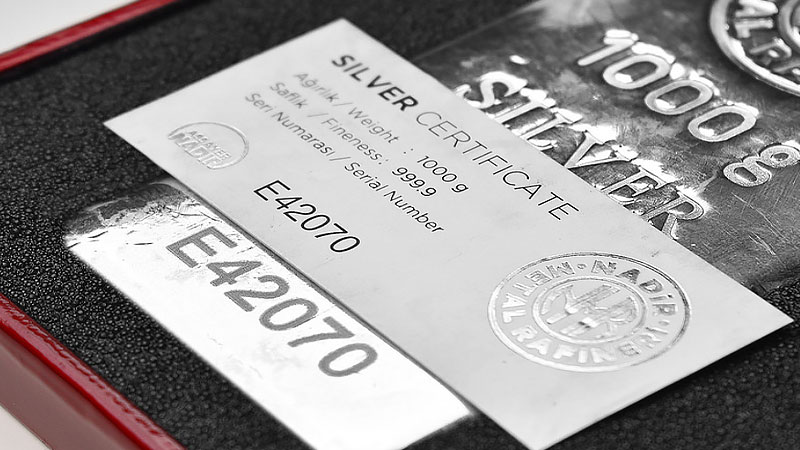 SILVER CERTIFICATE
Ağırlık / Weight : 1000 g
Saflık / Fineness: 999.9
Seri Numarası / Serial Number
E42070
NADİR
METAL RAFİNERİ
E42070
1000 g
SILVER